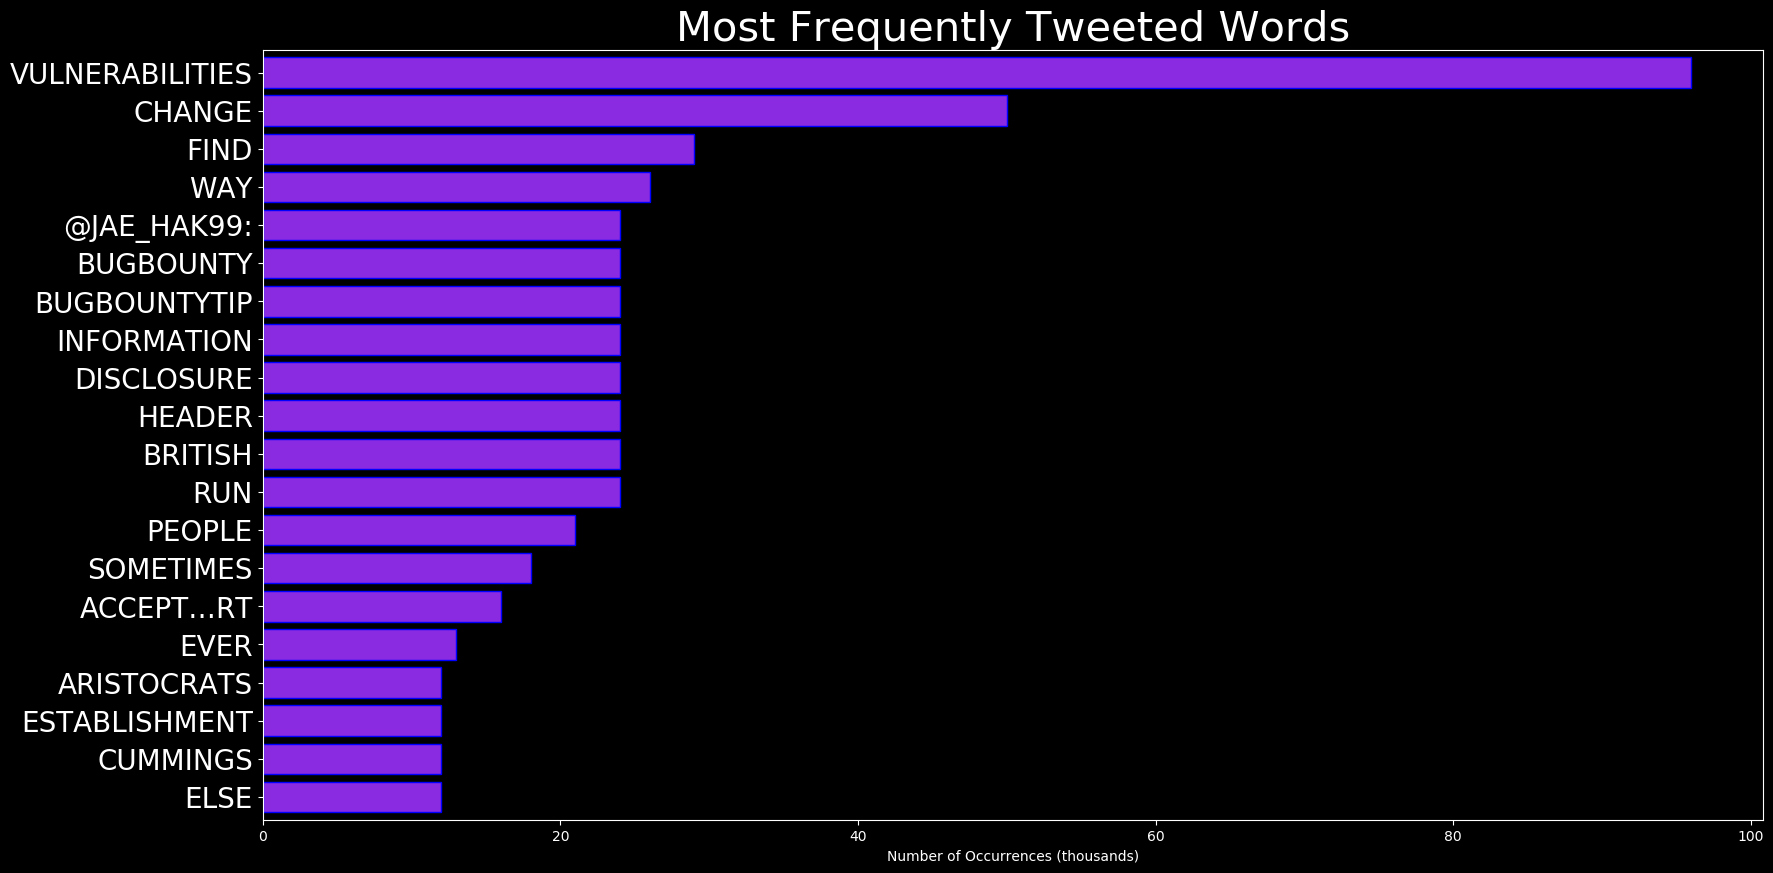 Most Frequently Tweeted Words
VULNERABILITIES
CHANGE
FIND
WAY
@JAE_HAK99:
BUGBOUNTY
BUGBOUNTYTIP
INFORMATION
DISCLOSURE
HEADER
BRITISH
RUN
PEOPLE
SOMETIMES
ACCEPT…RT
EVER
ARISTOCRATS
ESTABLISHMENT
CUMMINGS
ELSE
0 20 40 60 80 100
Number of Occurrences (thousands)